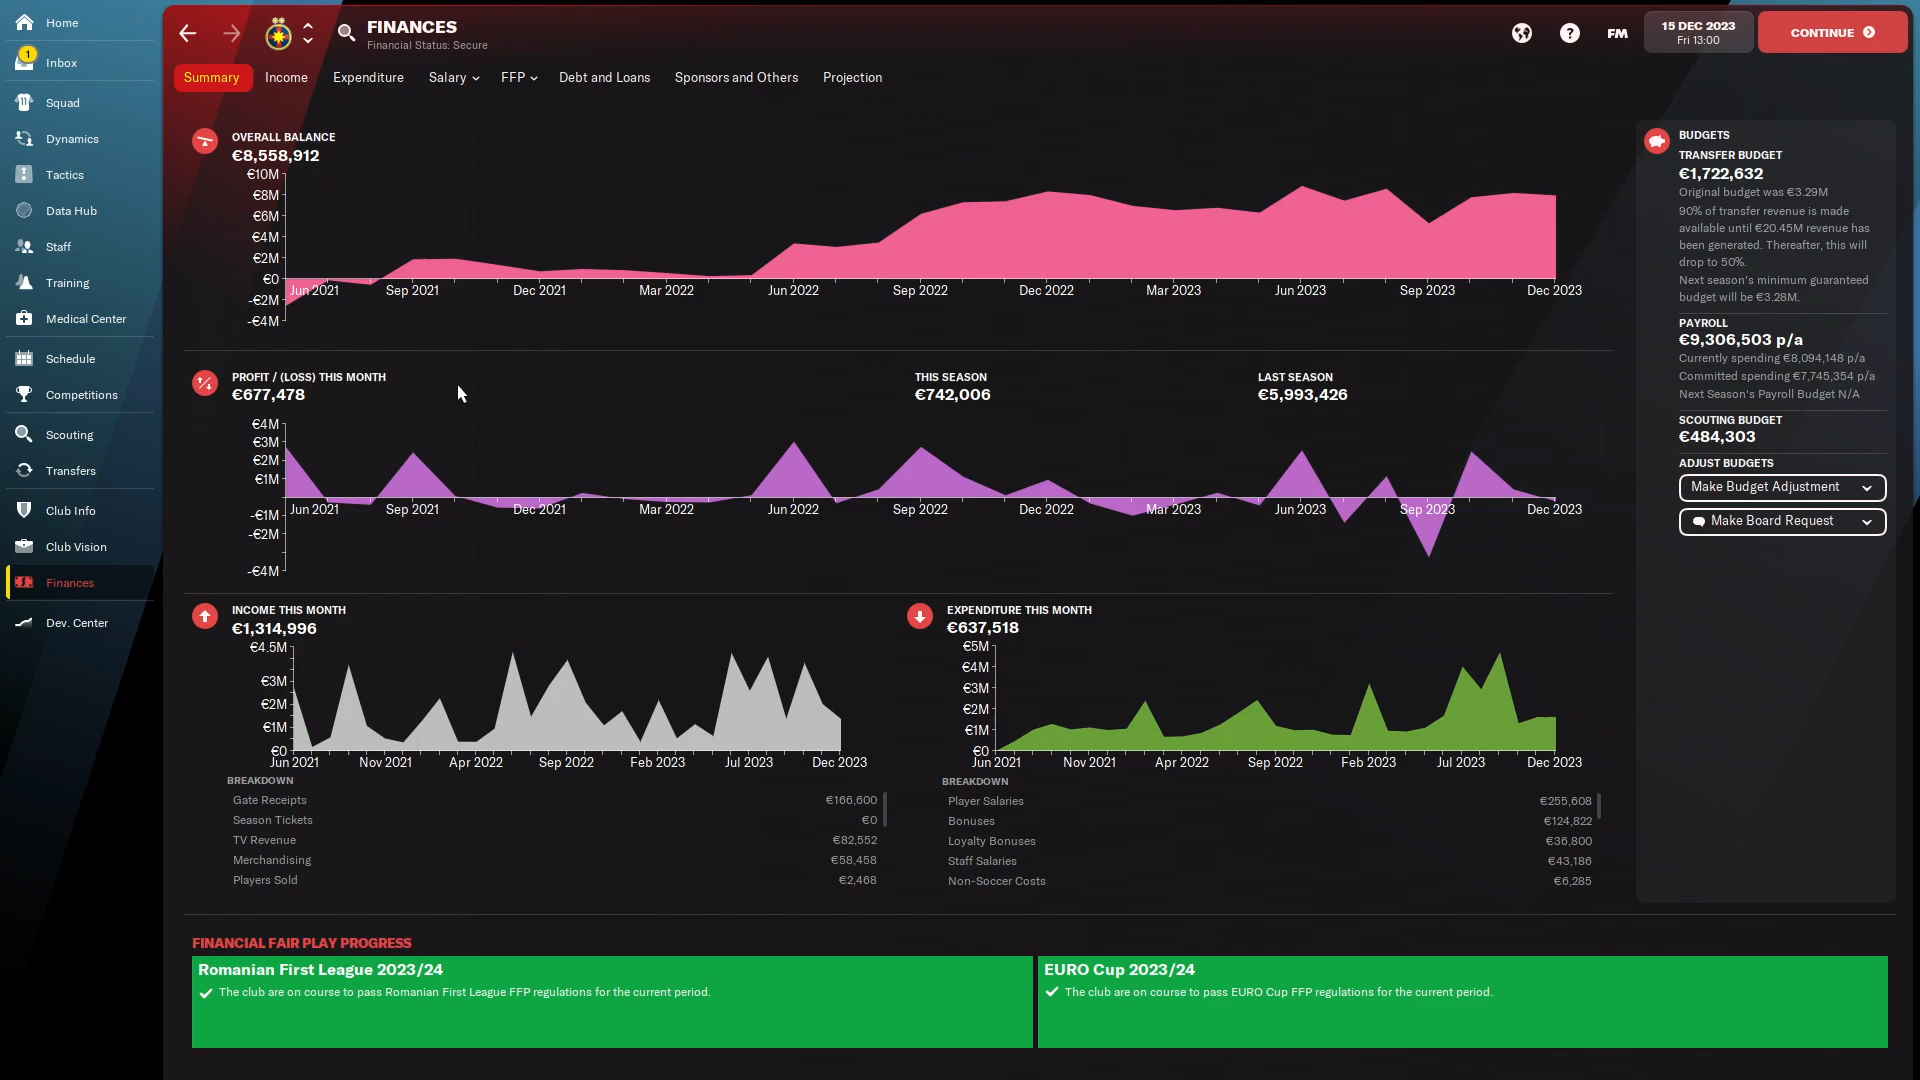 Home
1
Inbox
Squad
Dynamics
Tactics
Data Hub
Staff
Training
Medical Center
Schedule
Competitions
Scouting
Transfers
Club Info
Club Vision
Finances
Dev. Center
FINANCES
Financial Status: Secure
?
FM
15 DEC 2023
Fri 13:00
CONTINUE
Summary
Income
Expenditure
Salary
FFP
Debt and Loans
Sponsors and Others
Projection
OVERALL BALANCE
€8,558,912
€10M
€8M
€6M
€4M
€2M
€0
-€2M
-€4M
Jun 2021
Sep 2021
Dec 2021
Mar 2022
Jun 2022
Sep 2022
Dec 2022
Mar 2023
Jun 2023
Sep 2023
Dec 2023
PROFIT / (LOSS) THIS MONTH
€677,478
THIS SEASON
€742,006
LAST SEASON
€5,993,426
€4M
€3M
€2M
€1M
-€1M
-€2M
-€4M
Jun 2021
Sep 2021
Dec 2021
Mar 2022
Jun 2022
Sep 2022
Dec 2022
Mar 2023
Jun 2023
Sep 2023
Dec 2023
INCOME THIS MONTH
€1,314,996
€4.5M
€3M
€2M
€1M
€0
Jun 2021
Nov 2021
Apr 2022
Sep 2022
Feb 2023
Jul 2023
Dec 2023
BREAKDOWN
Gate Receipts €166,600
Season Tickets €0
TV Revenue €82,552
Merchandising €58,458
Players Sold €2,468
EXPENDITURE THIS MONTH
€637,518
€5M
€4M
€3M
€2M
€1M
€0
Jun 2021
Nov 2021
Apr 2022
Sep 2022
Feb 2023
Jul 2023
Dec 2023
BREAKDOWN
Player Salaries €255,608
Bonuses €124,822
Loyalty Bonuses €36,800
Staff Salaries €43,186
Non-Soccer Costs €6,285
BUDGETS
TRANSFER BUDGET
€1,722,632
Original budget was €3.29M
90% of transfer revenue is made
available until €20.45M revenue has
been generated. Thereafter, this will
drop to 50%.
Next season's minimum guaranteed
budget will be €3.28M.
PAYROLL
€9,306,503 p/a
Currently spending €8,094,148 p/a
Committed spending €7,745,354 p/a
Next Season's Payroll Budget N/A
SCOUTING BUDGET
€484,303
ADJUST BUDGETS
Make Budget Adjustment
Make Board Request
FINANCIAL FAIR PLAY PROGRESS
Romanian First League 2023/24
The club are on course to pass Romanian First League FFP regulations for the current period.
EURO Cup 2023/24
The club are on course to pass EURO Cup FFP regulations for the current period.